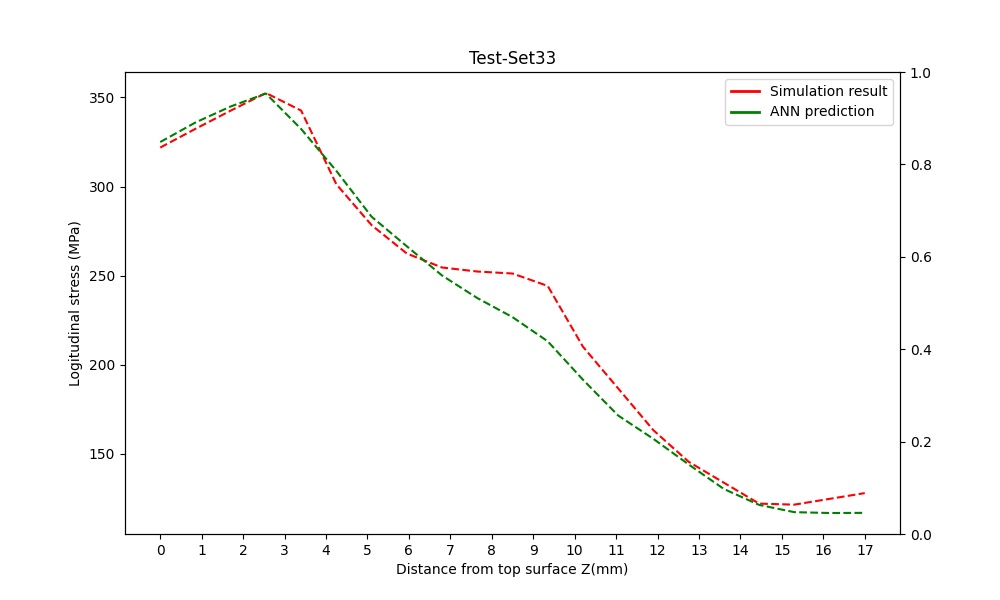 Test-Set33
Simulation result
ANN prediction
350
300
250
200
150
Logitudinal stress (MPa)
1.0
0.8
0.6
0.4
0.2
0.0
0 1 2 3 4 5 6 7 8 9 10 11 12 13 14 15 16 17
Distance from top surface Z(mm)